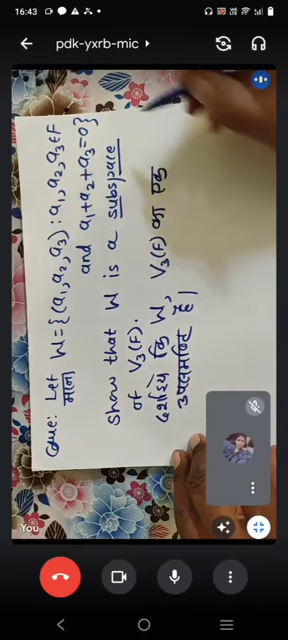 16:43
pdk-yxrb-mic
Que: Let W = {(a₁, a₂, a₃) : a₁, a₂, a₃ ∈ F
माना and a₁ + a₂ + a₃ = 0}
Show that W is a subspace
of V₃(F).
दर्शाइये कि W, V₃(F) का एक
उपसमष्टि है।
You